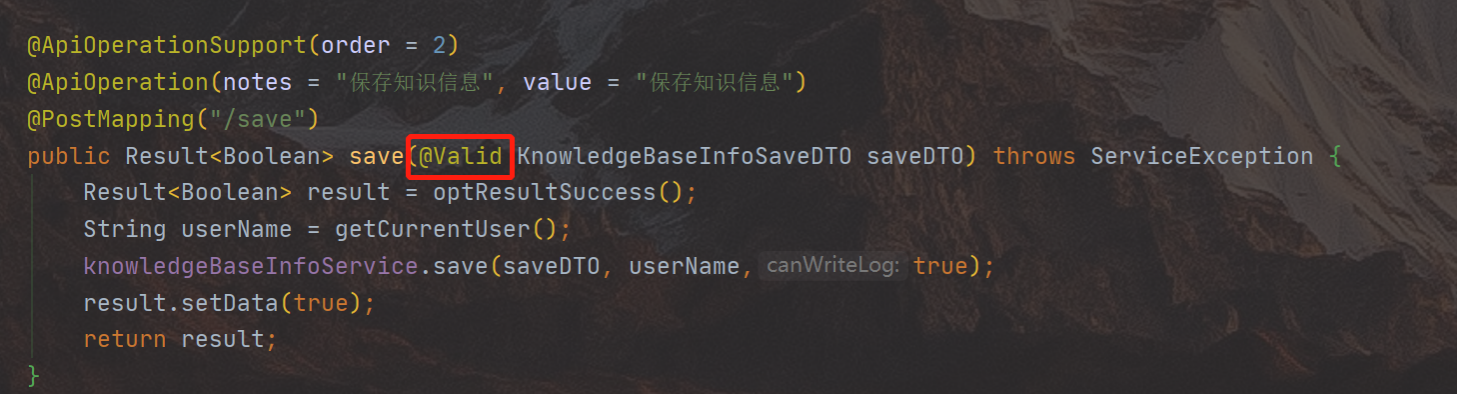 @ApiOperationSupport(order = 2)
@ApiOperation(notes = "保存知识信息", value = "保存知识信息")
@PostMapping("/save")
public Result<Boolean> save(@Valid KnowledgeBaseInfoSaveDTO saveDTO) throws ServiceException {
Result<Boolean> result = optResultSuccess();
String userName = getCurrentUser();
knowledgeBaseInfoService.save(saveDTO, userName, canWriteLog: true);
result.setData(true);
return result;
}